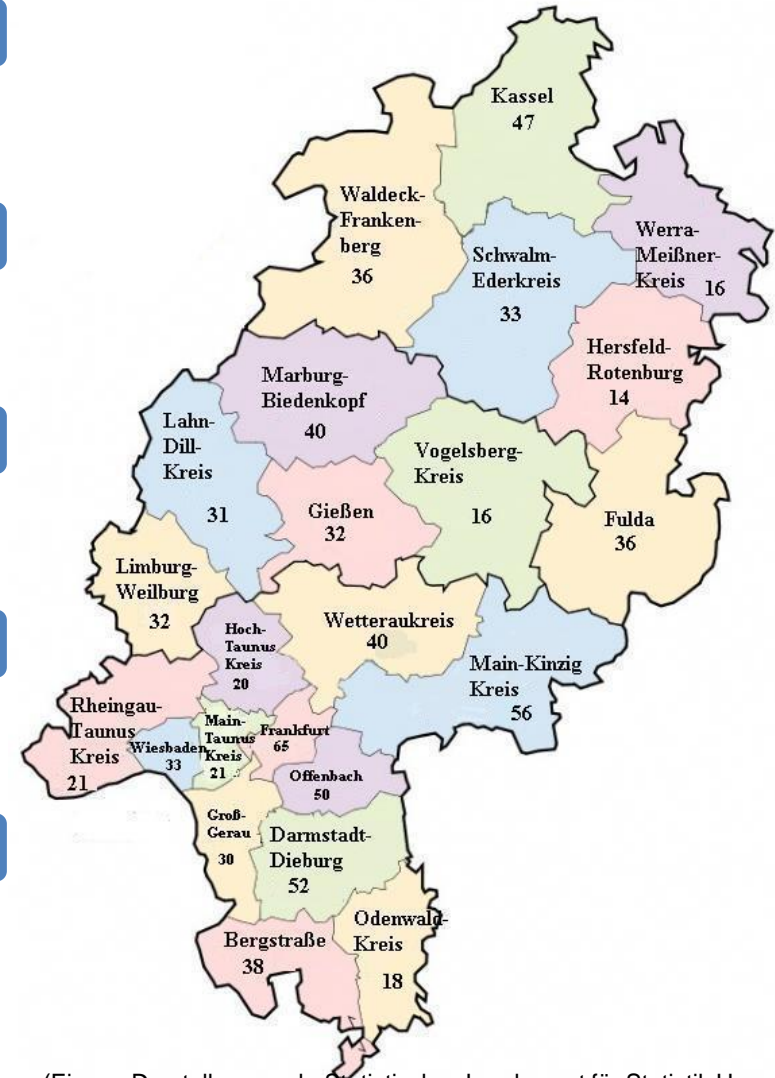 Kassel
47
Waldeck-
Franken-
berg
36
Werra-
Meißner-
Kreis 16
Schwalm-
Ederkreis
33
Hersfeld-
Rotenburg
14
Marburg-
Biedenkopf
40
Lahn-
Dill-
Kreis
31
Vogelsberg-
Kreis
16
Gießen
32
Fulda
36
Limburg-
Weilburg
32
Wetteraukreis
40
Hoch-
Taunus
Kreis
20
Main-Kinzig
Kreis
56
Rheingau-
Taunus
Kreis
21
Wiesbaden
33
Main-
Taunus
Kreis
21
Frankfurt
65
Offenbach
50
Groß-
Gerau
30
Darmstadt-
Dieburg
52
Odenwald-
Kreis
18
Bergstraße
38